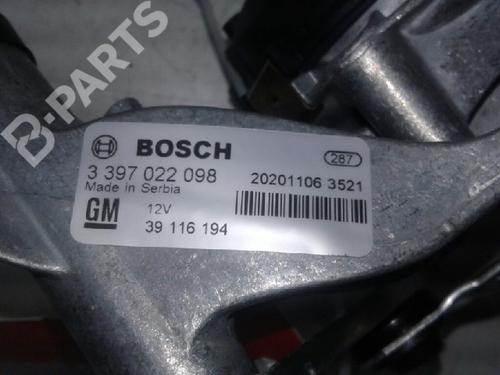 B-PARTS
BOSCH
287
3 397 022 098
20201106 3521
Made in Serbia
GM
12V
39 116 194